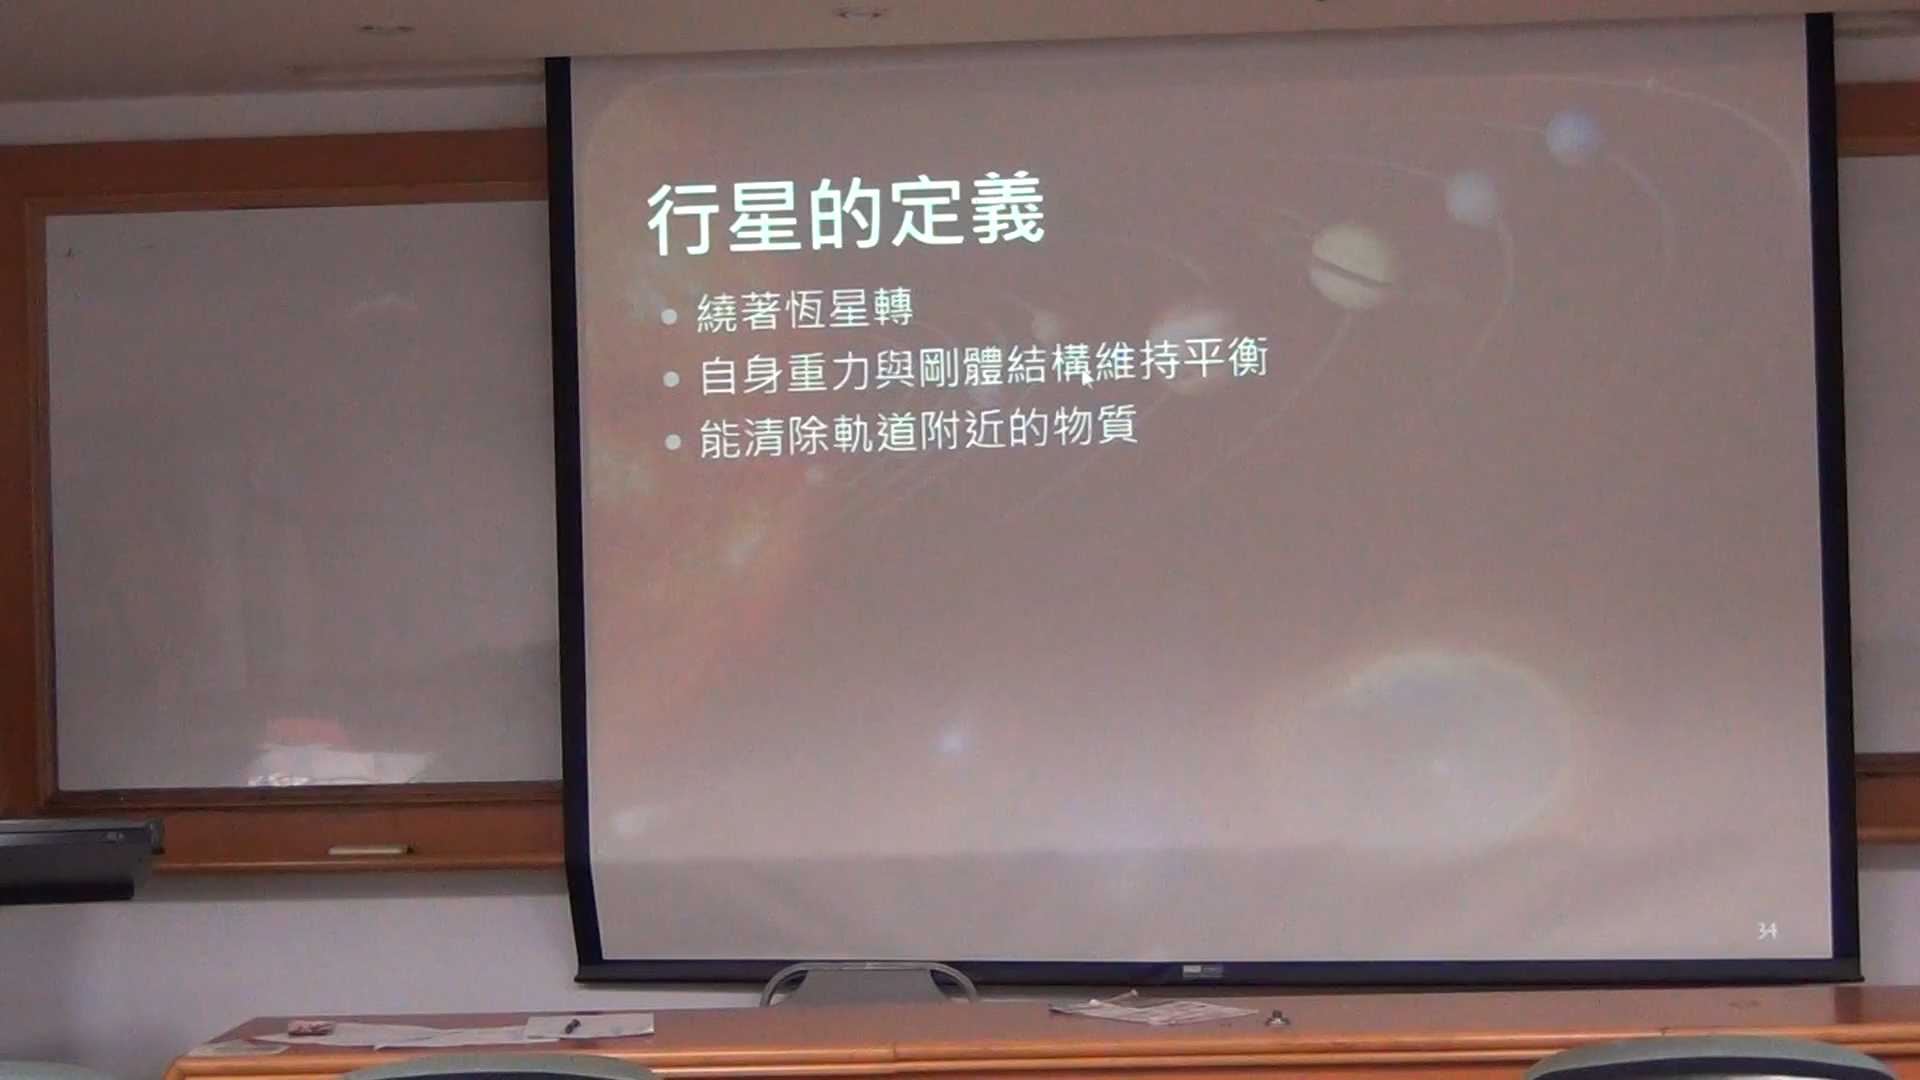 行星的定義
繞著恆星轉
自身重力與剛體結構維持平衡
能清除軌道附近的物質
34